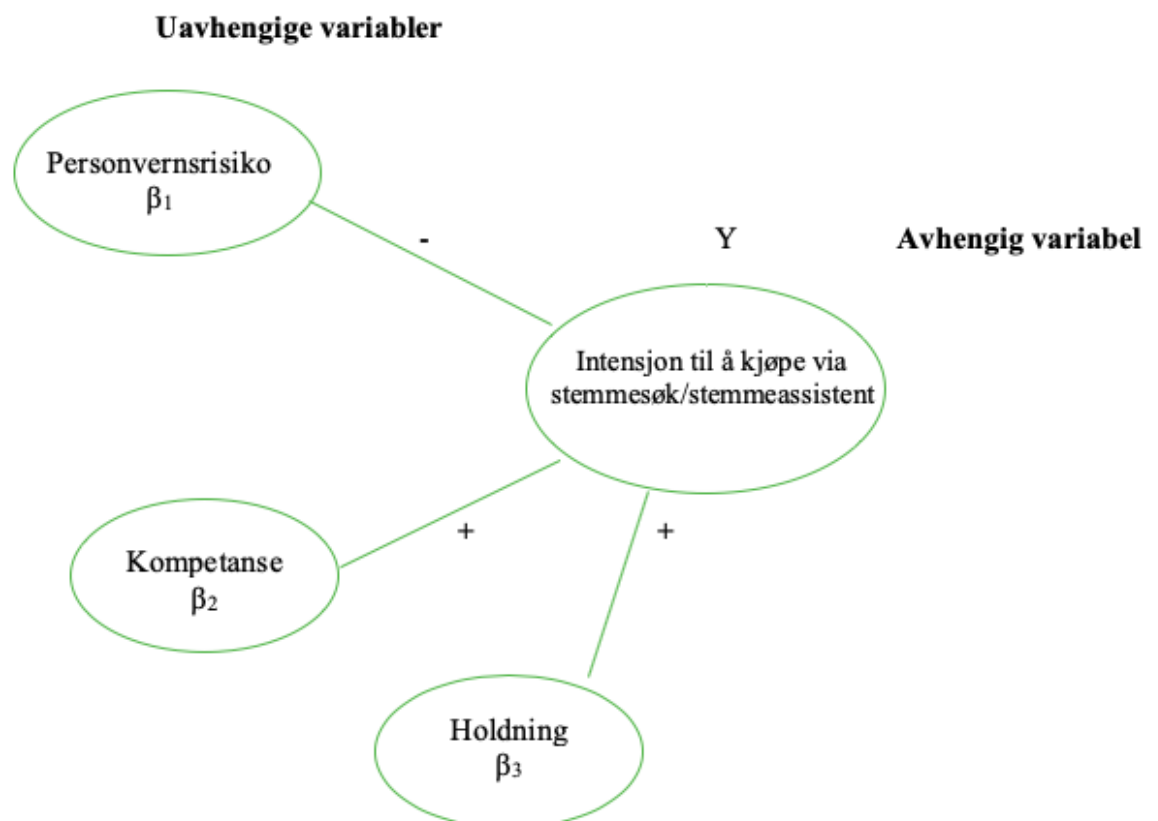 Uavhengige variabler
Personvernsrisiko
β₁
-
Y
Avhengig variabel
Intensjon til å kjøpe via
stemmesøk/stemmeassistent
+
+
Kompetanse
β₂
Holdning
β₃